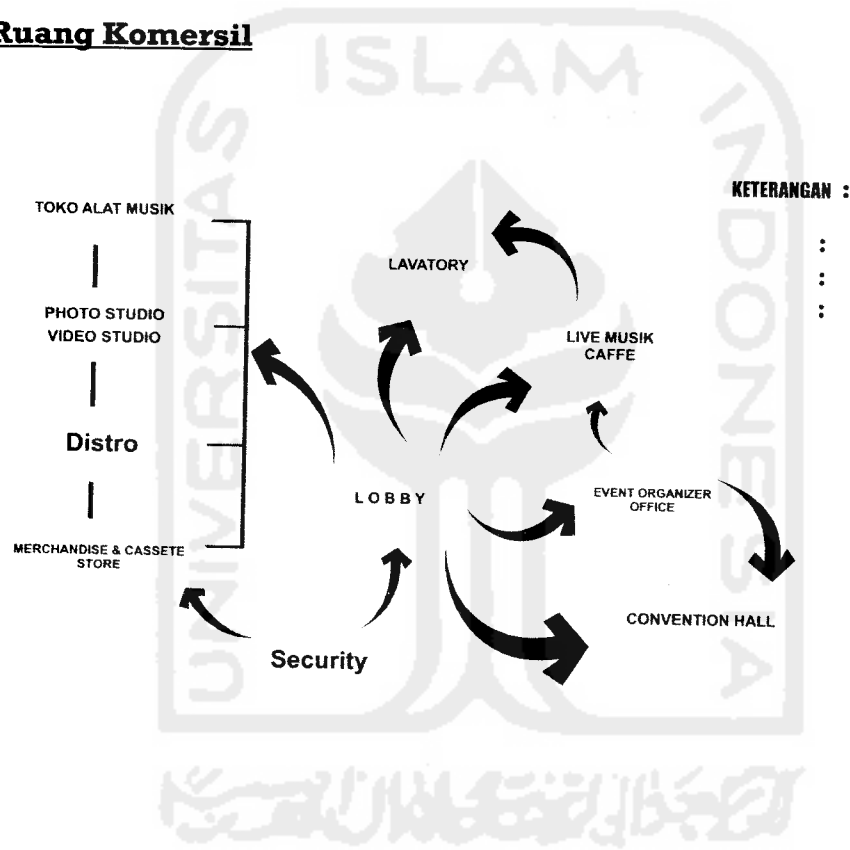 Ruang Komersil
ISLAM
UNIVERSITAS
INDONESIA
KETERANGAN :
:
:
:
TOKO ALAT MUSIK
PHOTO STUDIO
VIDEO STUDIO
Distro
MERCHANDISE & CASSETE
STORE
LAVATORY
LIVE MUSIK
CAFFE
LOBBY
EVENT ORGANIZER
OFFICE
CONVENTION HALL
Security